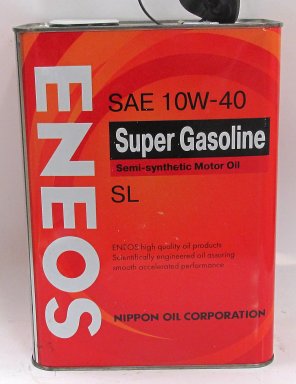 ENEOS
SAE 10W-40
Super Gasoline
Semi-synthetic Motor Oil
SL
ENEOS high quality oil products
Scientifically engineered oil assuring
smooth accelerated performance
NIPPON OIL CORPORATION